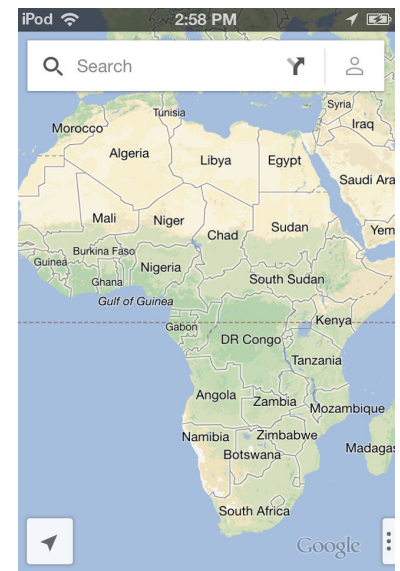 iPod 2:58 PM
Search
Syria
Tunisia
Iraq
Morocco
Algeria
Libya
Egypt
Saudi Ara
Mali
Niger
Chad
Sudan
Yem
Burkina Faso
Guinea
Nigeria
Ghana
South Sudan
Gulf of Guinea
Gabon
Kenya
DR Congo
Tanzania
Angola
Zambia
Mozambique
Namibia
Zimbabwe
Botswana
Madagas
South Africa
Google